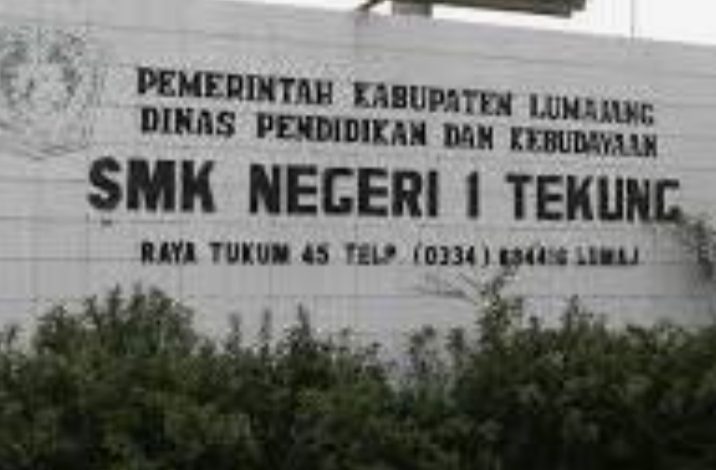 PEMERINTAH KABUPATEN LUMAJANG
DINAS PENDIDIKAN DAN KEBUDAYAAN
SMK NEGERI 1 TEKUNG
RAYA TUKUM 45 TELP. (0334)